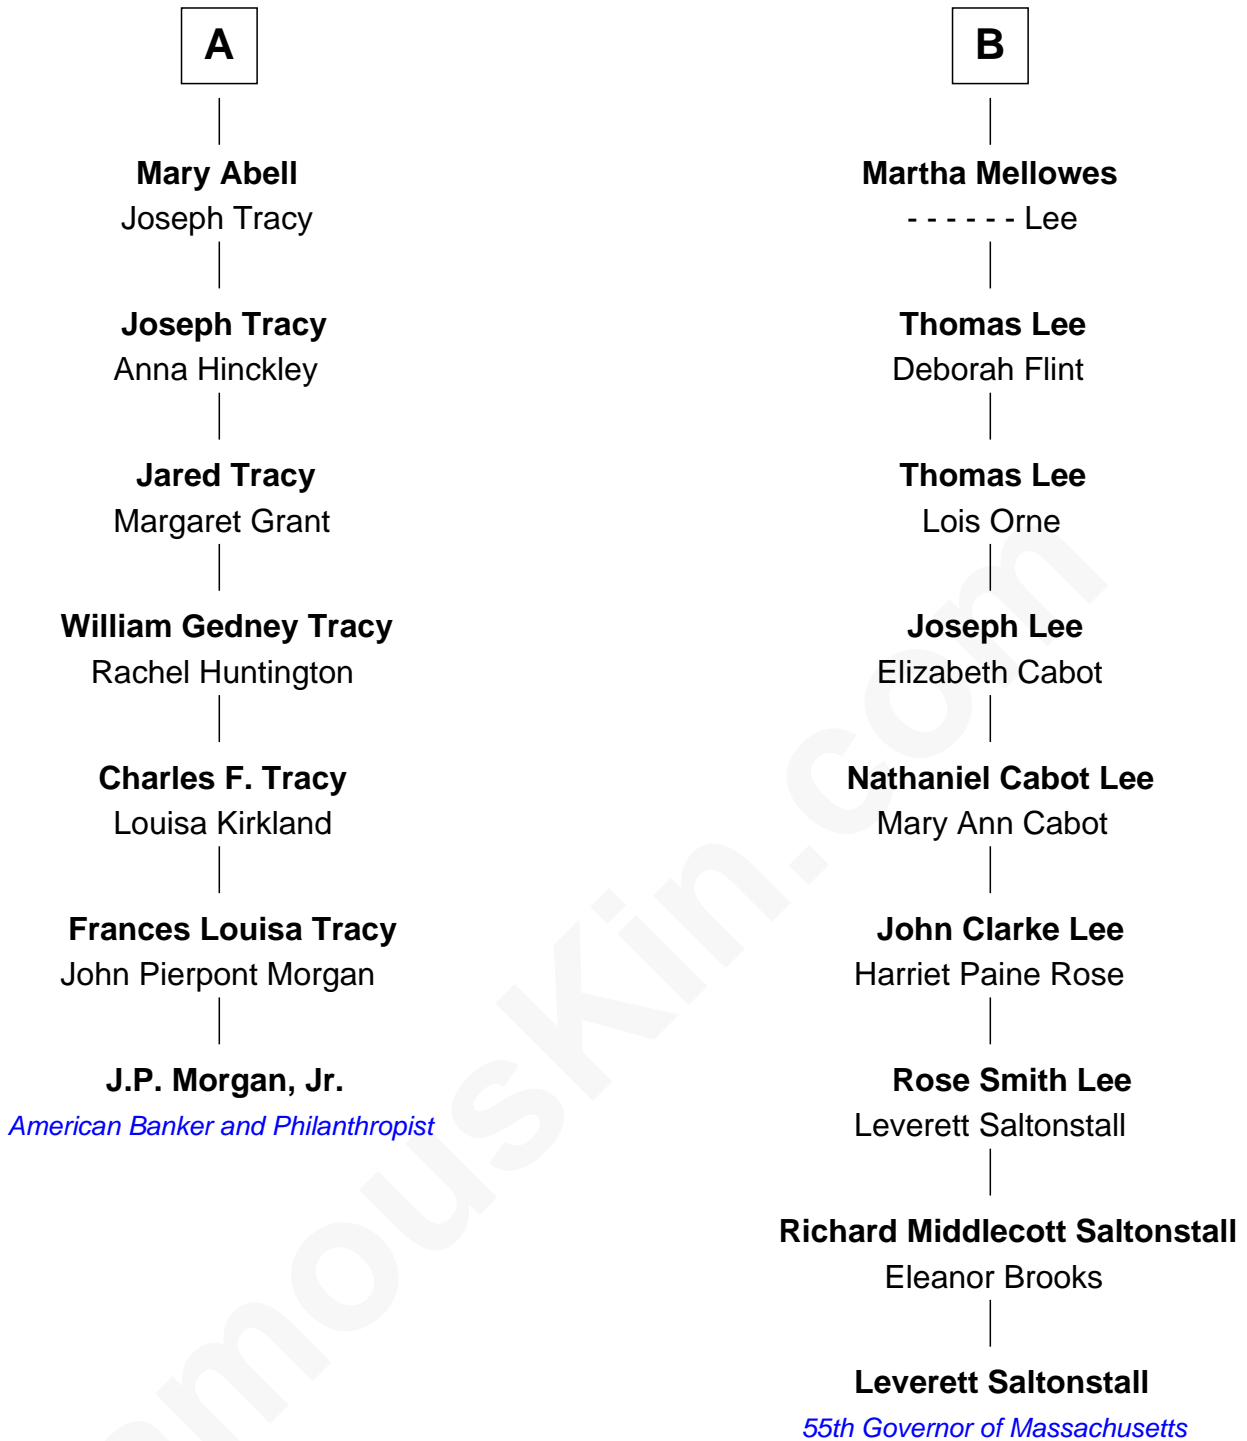 A
Mary Abell
Joseph Tracy
Joseph Tracy
Anna Hinckley
Jared Tracy
Margaret Grant
William Gedney Tracy
Rachel Huntington
Charles F. Tracy
Louisa Kirkland
Frances Louisa Tracy
John Pierpont Morgan
J.P. Morgan, Jr.
American Banker and Philanthropist
B
Martha Mellowes
- - - - - - Lee
Thomas Lee
Deborah Flint
Thomas Lee
Lois Orne
Joseph Lee
Elizabeth Cabot
Nathaniel Cabot Lee
Mary Ann Cabot
John Clarke Lee
Harriet Paine Rose
Rose Smith Lee
Leverett Saltonstall
Richard Middlecott Saltonstall
Eleanor Brooks
Leverett Saltonstall
55th Governor of Massachusetts
amousKin.com